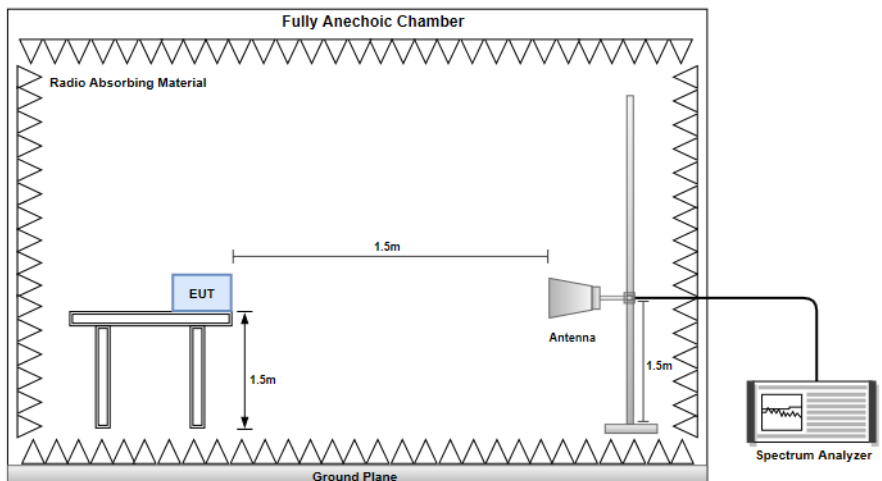 Fully Anechoic Chamber
Radio Absorbing Material
1.5m
EUT
Antenna
1.5m
1.5m
Spectrum Analyzer
Ground Plane